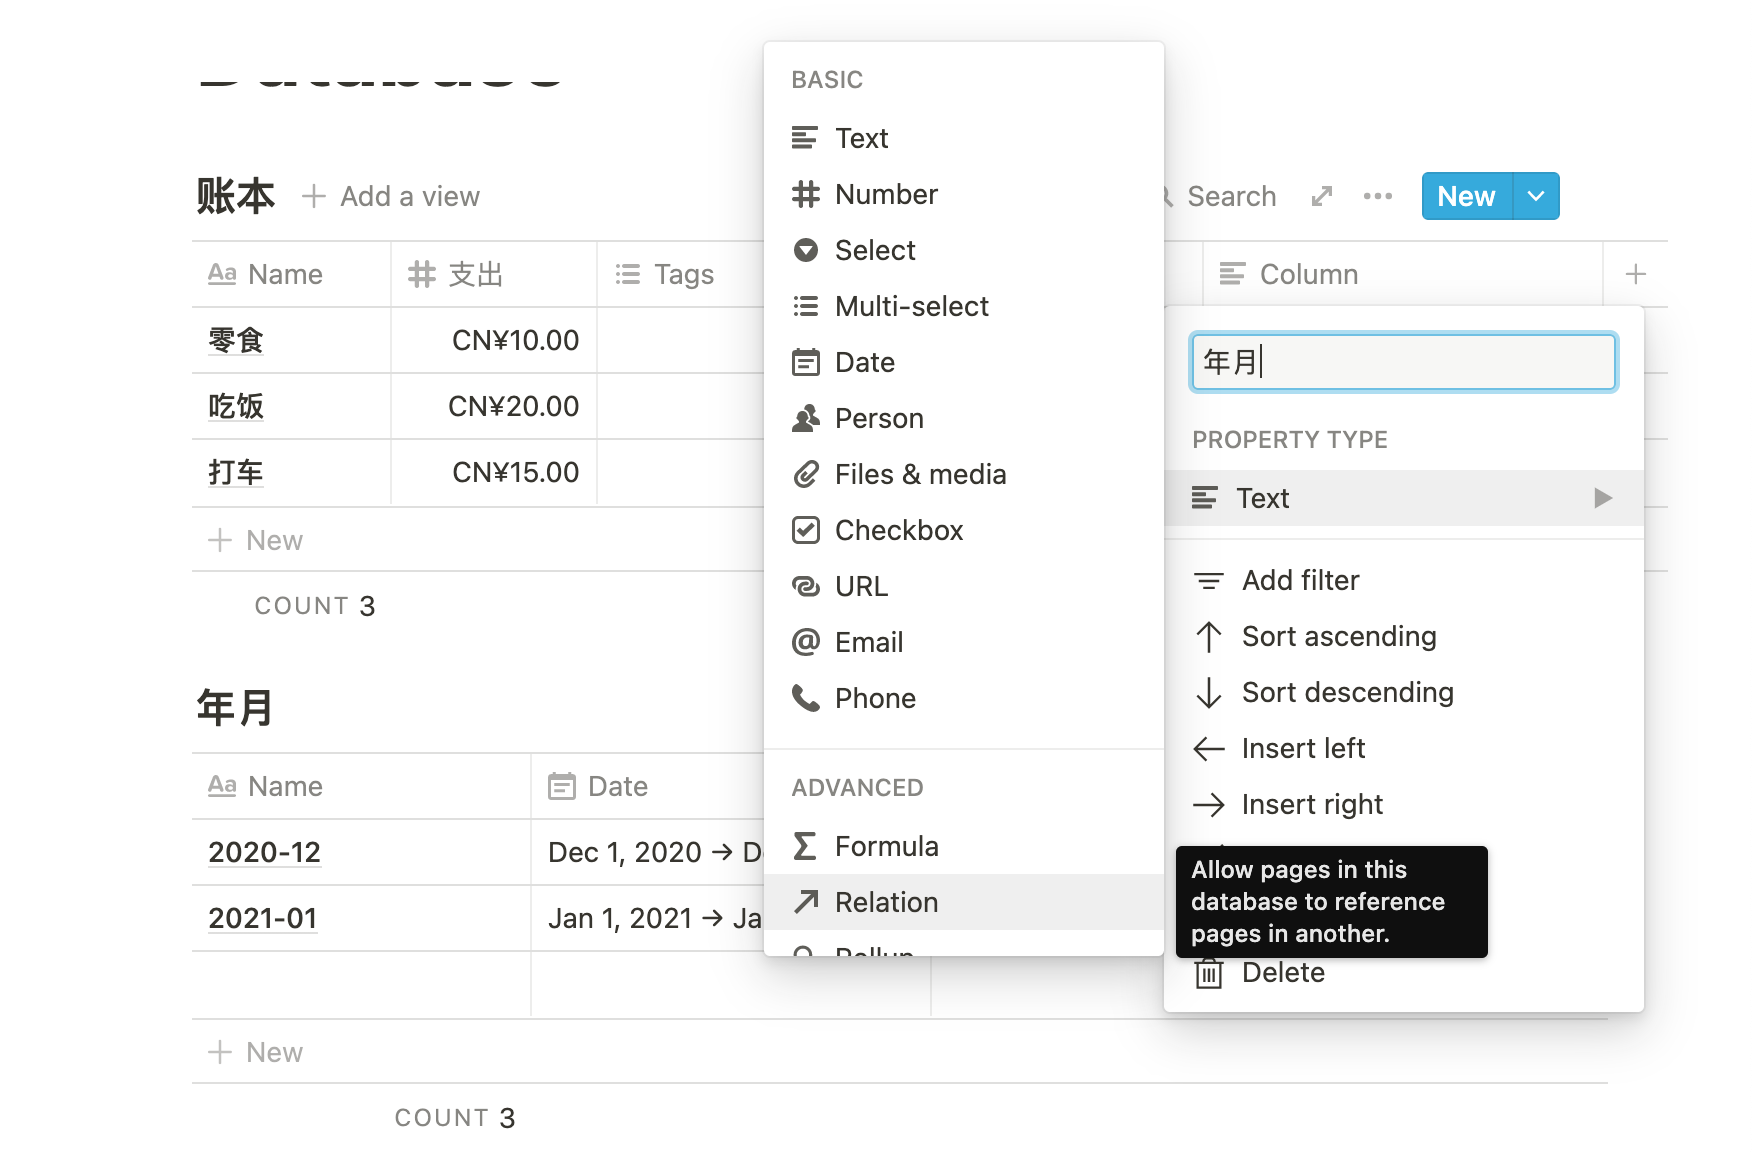 账本 Add a view Search New
Aa Name 支出 Tags Column
零食 CN¥10.00
吃饭 CN¥20.00
打车 CN¥15.00
New
COUNT 3
年月
Aa Name Date
2020-12 Dec 1, 2020 →
2021-01 Jan 1, 2021 →
New
COUNT 3
BASIC
Text
Number
Select
Multi-select
Date
Person
Files & media
Checkbox
URL
Email
Phone
ADVANCED
Formula
Relation
Rollup
年月
PROPERTY TYPE
Text
Add filter
Sort ascending
Sort descending
Insert left
Insert right
Allow pages in this
database to reference
pages in another.
Delete